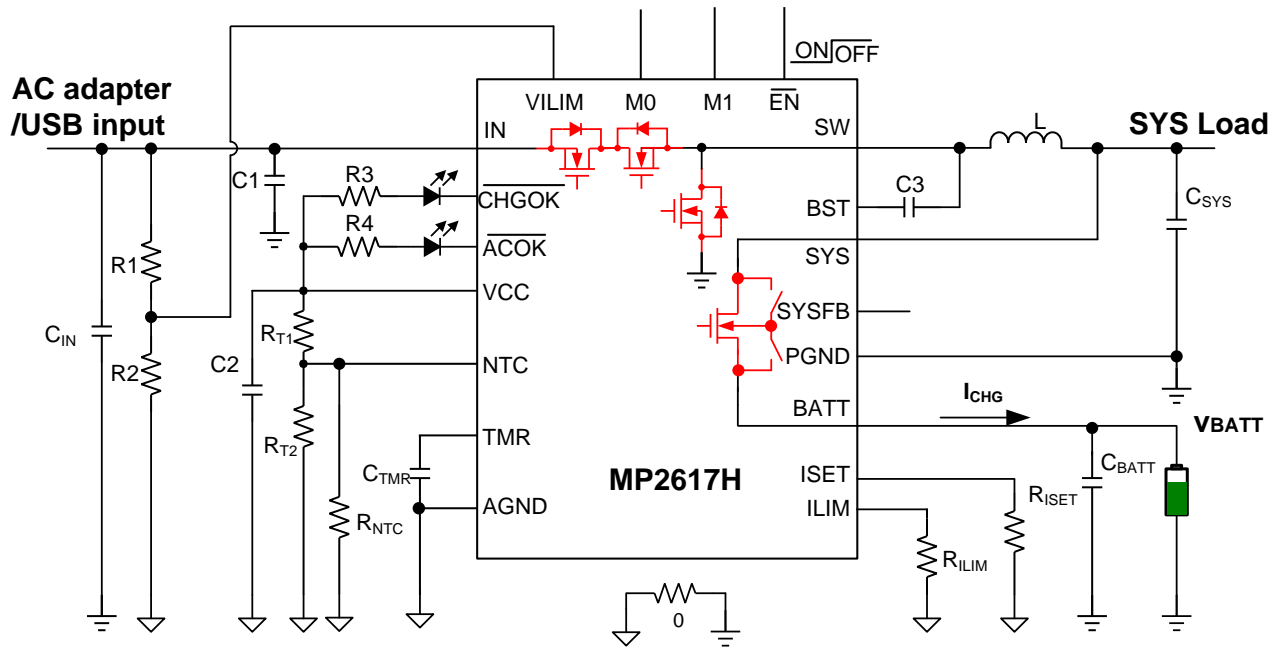 ON OFF
AC adapter
/USB input
VILIM M0 M1 EN
IN SW L SYS Load
C1 R3 CHGOK C3 CSYS
BST
R4 ACOK
SYS
R1
VCC
SYSFB
CIN RT1
C2 NTC PGND
R2
ICHG
BATT VBATT
RT2 TMR
CTMR MP2617H ISET CBATT
RISET
AGND ILIM
RNTC
RILIM
0